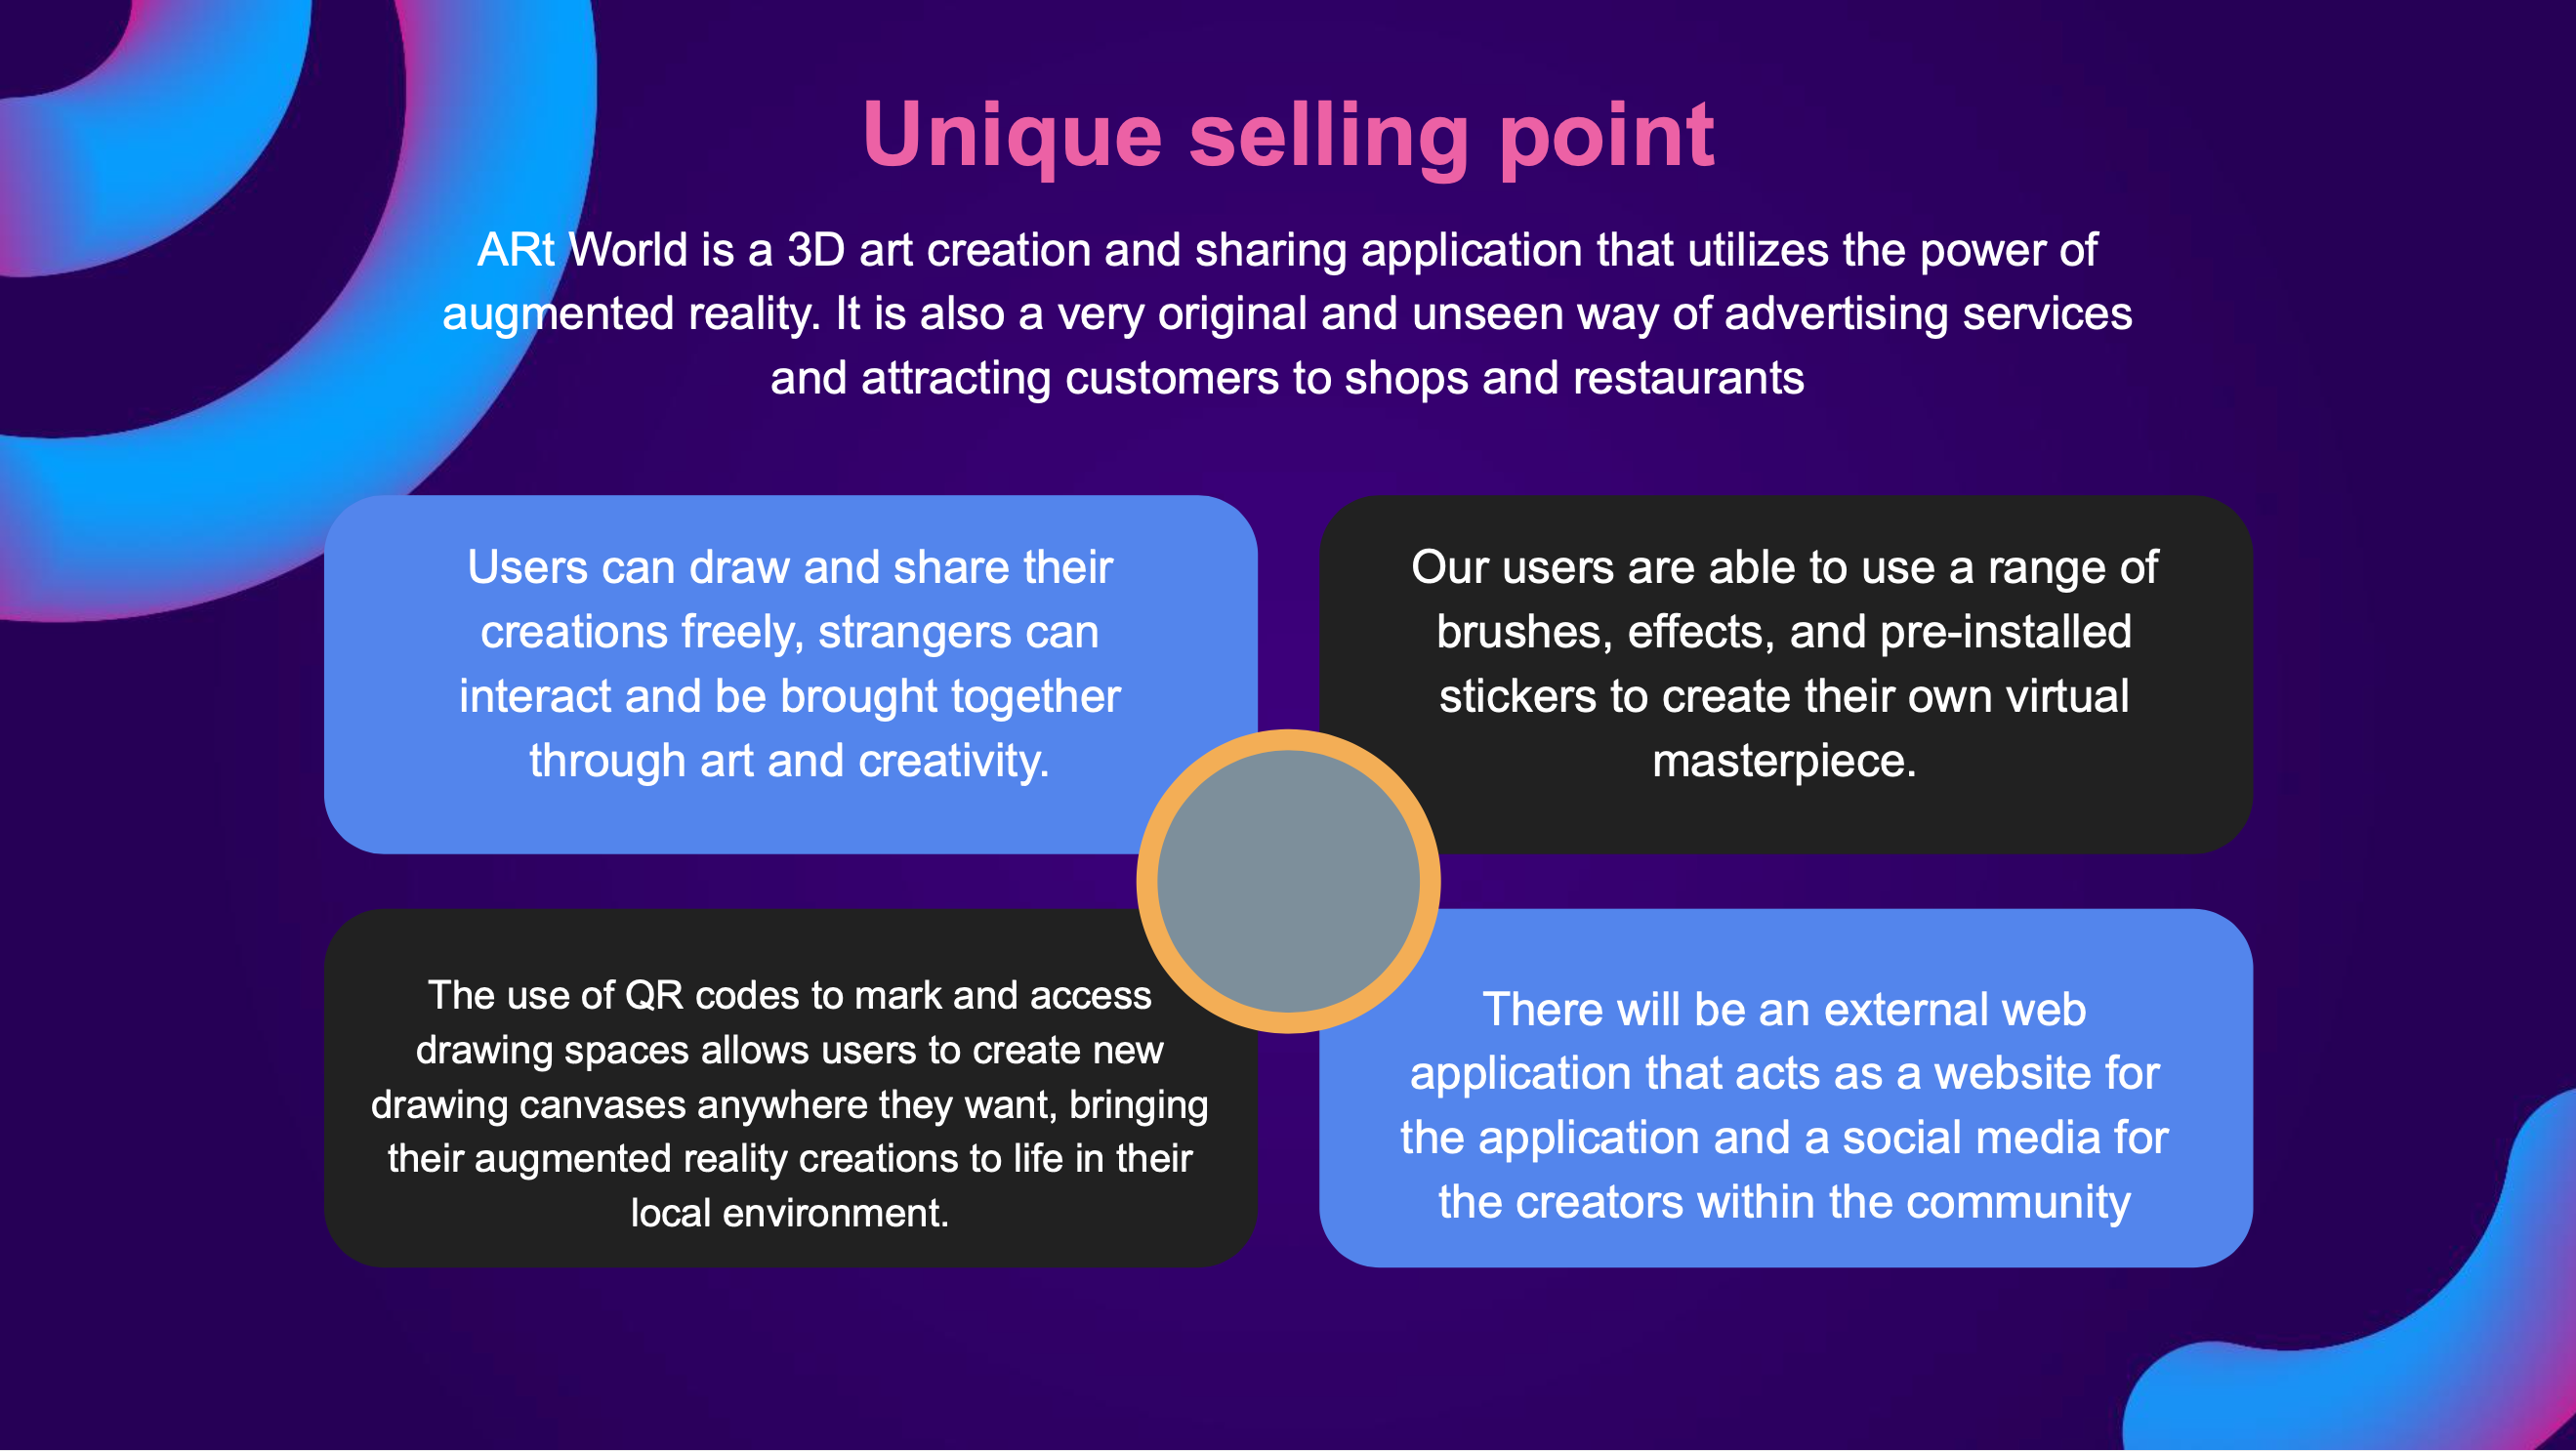 Unique selling point
ARt World is a 3D art creation and sharing application that utilizes the power of
augmented reality. It is also a very original and unseen way of advertising services
and attracting customers to shops and restaurants
Users can draw and share their
creations freely, strangers can
interact and be brought together
through art and creativity.
Our users are able to use a range of
brushes, effects, and pre-installed
stickers to create their own virtual
masterpiece.
The use of QR codes to mark and access
drawing spaces allows users to create new
drawing canvases anywhere they want, bringing
their augmented reality creations to life in their
local environment.
There will be an external web
application that acts as a website for
the application and a social media for
the creators within the community